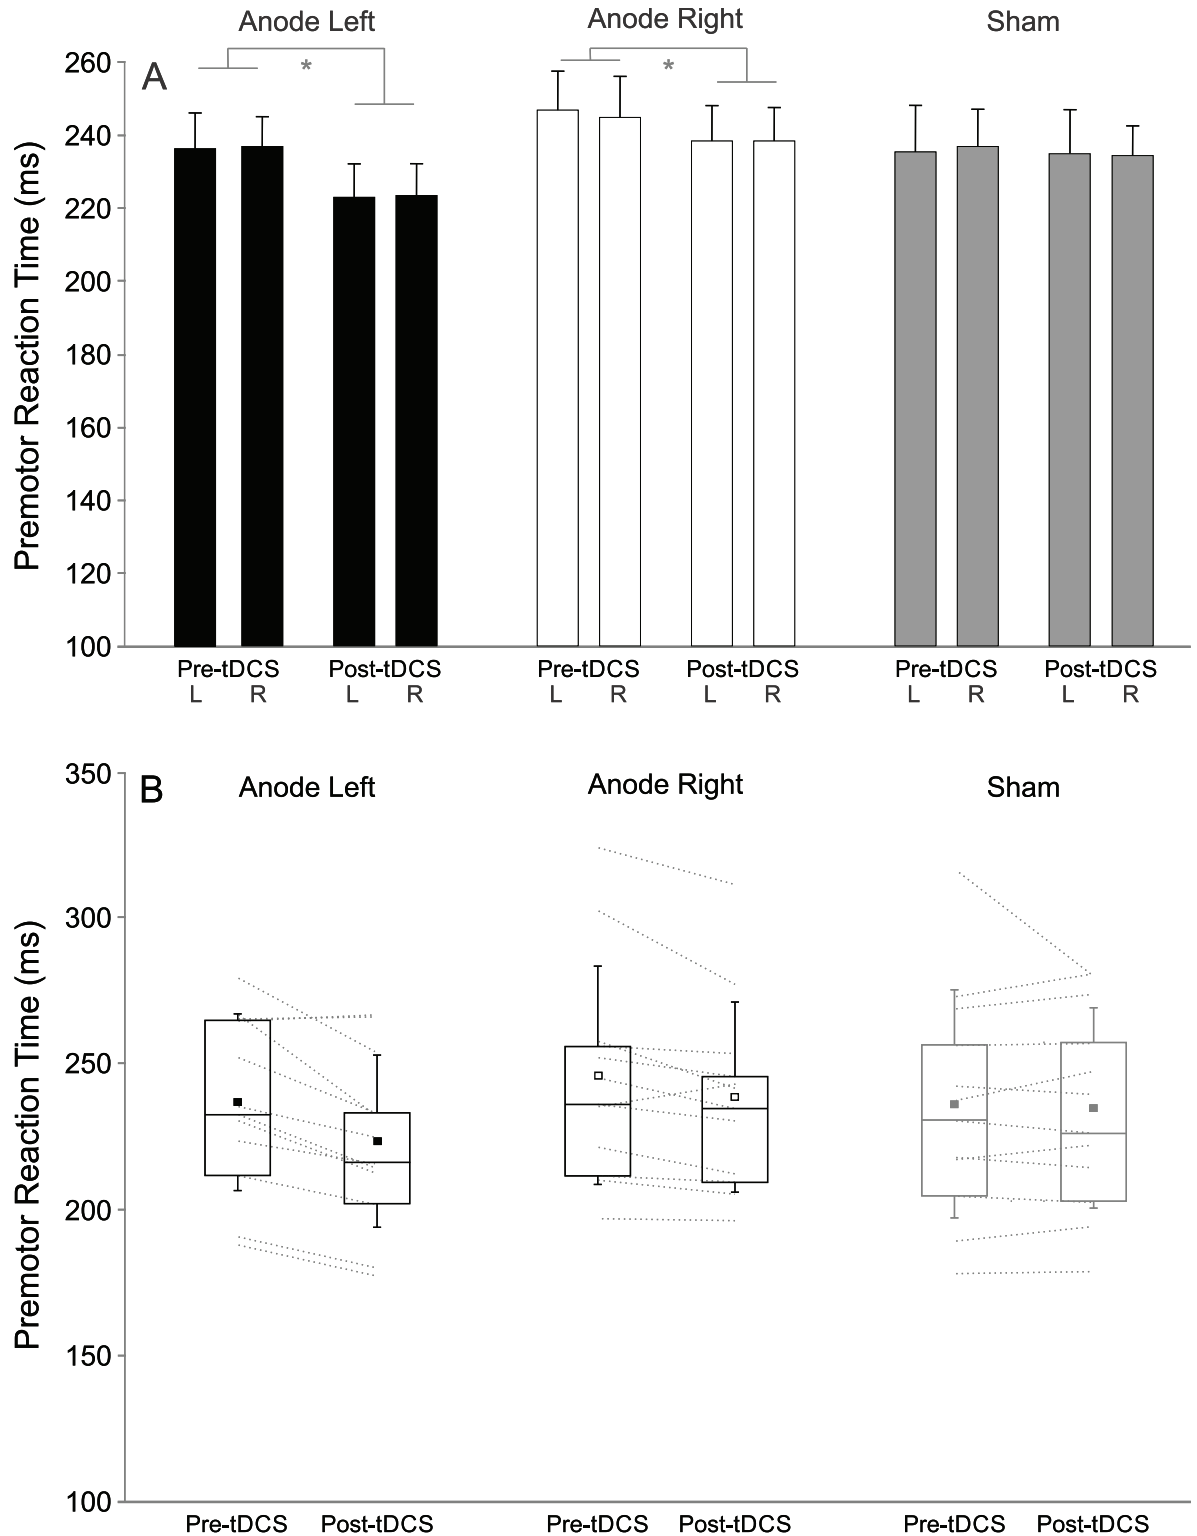 Anode Left Anode Right Sham
A
* *
260
240
220
200
180
160
140
120
100
Premotor Reaction Time (ms)
Pre-tDCS Post-tDCS Pre-tDCS Post-tDCS Pre-tDCS Post-tDCS
L R L R L R L R L R L R
B
Anode Left Anode Right Sham
350
300
250
200
150
100
Premotor Reaction Time (ms)
Pre-tDCS Post-tDCS Pre-tDCS Post-tDCS Pre-tDCS Post-tDCS